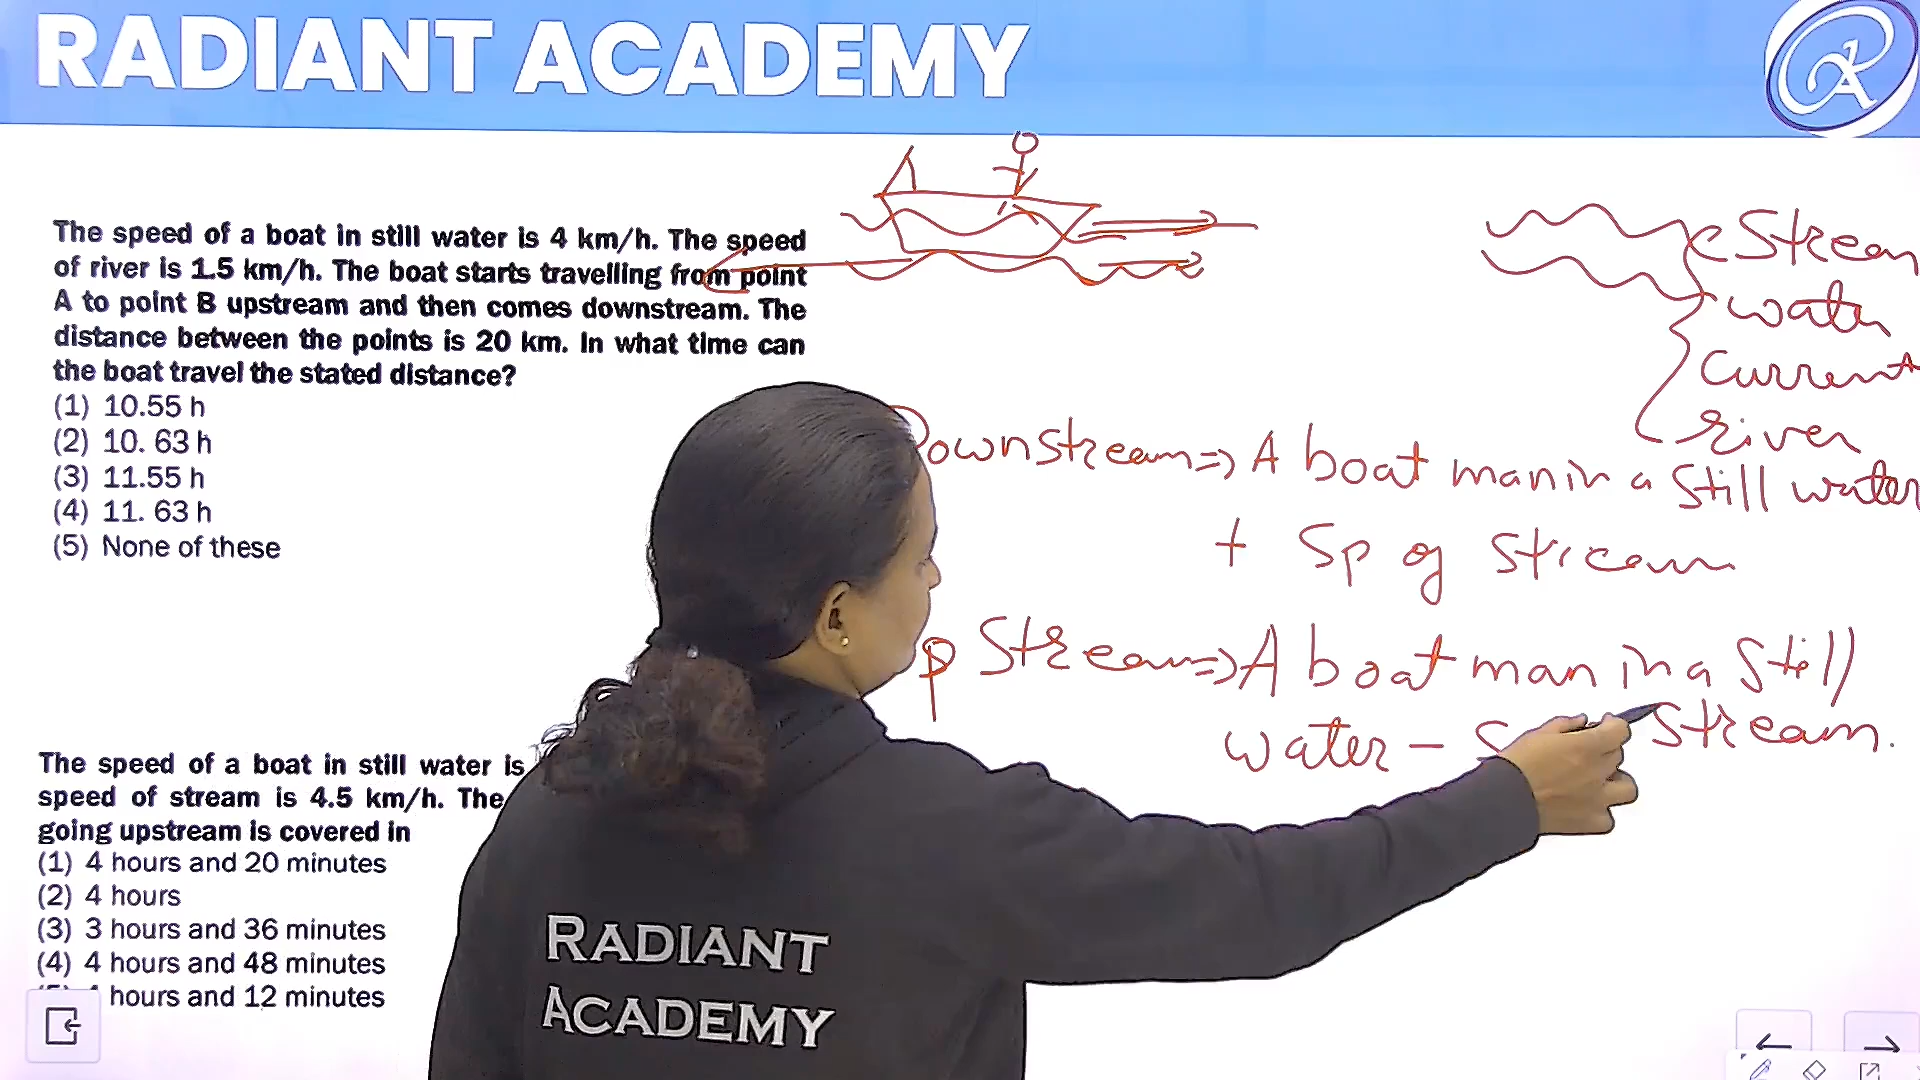 RADIANT ACADEMY
The speed of a boat in still water is 4 km/h. The speed
of river is 1.5 km/h. The boat starts travelling from point
A to point B upstream and then comes downstream. The
distance between the points is 20 km. In what time can
the boat travel the stated distance?
(1) 10.55 h
(2) 10. 63 h
(3) 11.55 h
(4) 11. 63 h
(5) None of these
Stream
water
current
river
Downstream => A boat man in a Still water
+ Sp of Stream
p Stream => A boat man in a Still
water - S Stream.
The speed of a boat in still water is
speed of stream is 4.5 km/h. The
going upstream is covered in
(1) 4 hours and 20 minutes
(2) 4 hours
(3) 3 hours and 36 minutes
(4) 4 hours and 48 minutes
hours and 12 minutes
RADIANT
ACADEMY